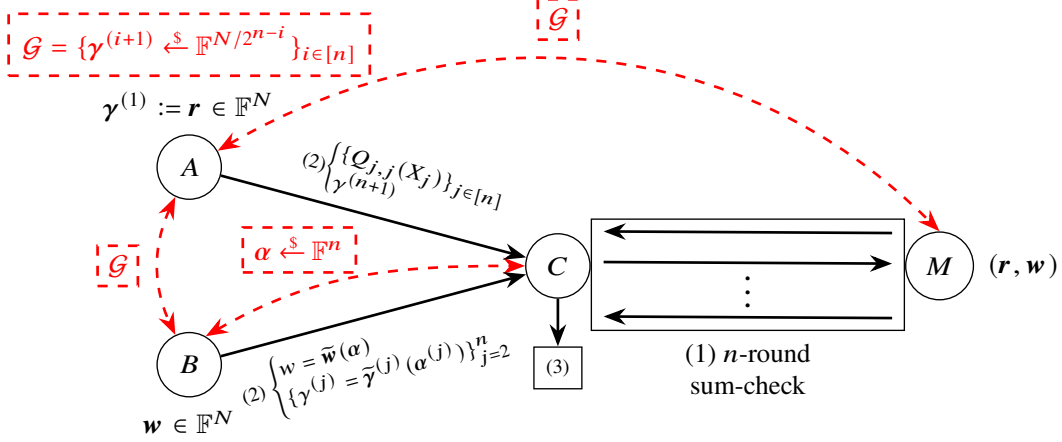 𝒢
𝒢 = {𝜸^{(i+1)} ←$ 𝔽^{N/2^{n−i}}}_{i∈[n]}
𝜸^{(1)} := 𝒓 ∈ 𝔽^N
A
(2) { {Q_{j,j}(X_j)}_{j∈[n]}
γ^{(n+1)}
𝒢
𝜶 ←$ 𝔽^n
C
⋮
M
(𝒓, 𝒘)
B
(2) { w = 𝒘̃(𝜶)
{γ^{(j)} = 𝜸̃^{(j)}(𝜶^{(j)})}^n_{j=2}
(3)
(1) n-round
sum-check
𝒘 ∈ 𝔽^N